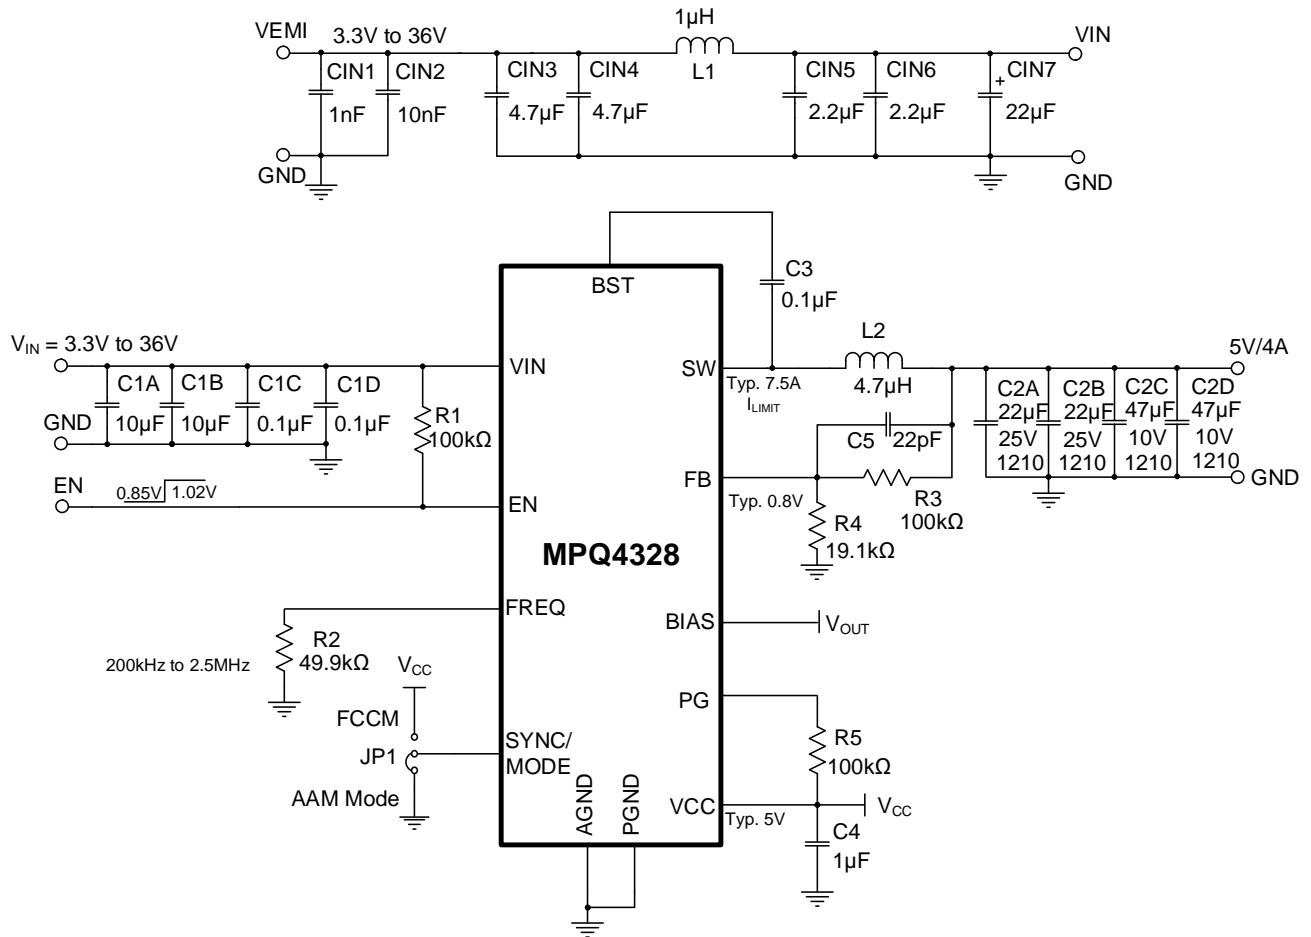 1µH
VEMI
3.3V to 36V
VIN
L1
CIN1
CIN2
CIN3
CIN4
CIN5
CIN6
CIN7
+
1nF
10nF
4.7µF
4.7µF
2.2µF
2.2µF
22µF
GND
GND
BST
C3
0.1µF
L2
4.7µH
VIN = 3.3V to 36V
VIN
SW
Typ. 7.5A
ILIMIT
5V/4A
C1A
C1B
C1C
C1D
10µF
10µF
0.1µF
0.1µF
GND
R1
100kΩ
C2A
C2B
C2C
C2D
22µF
22µF
47µF
47µF
25V
25V
10V
10V
1210
1210
1210
1210
GND
C5
22pF
FB
Typ. 0.8V
R3
100kΩ
R4
19.1kΩ
EN
0.85V
1.02V
EN
MPQ4328
FREQ
R2
49.9kΩ
200kHz to 2.5MHz
BIAS
VOUT
VCC
FCCM
JP1
AAM Mode
SYNC/
MODE
PG
R5
100kΩ
VCC
Typ. 5V
VCC
C4
1µF
AGND
PGND